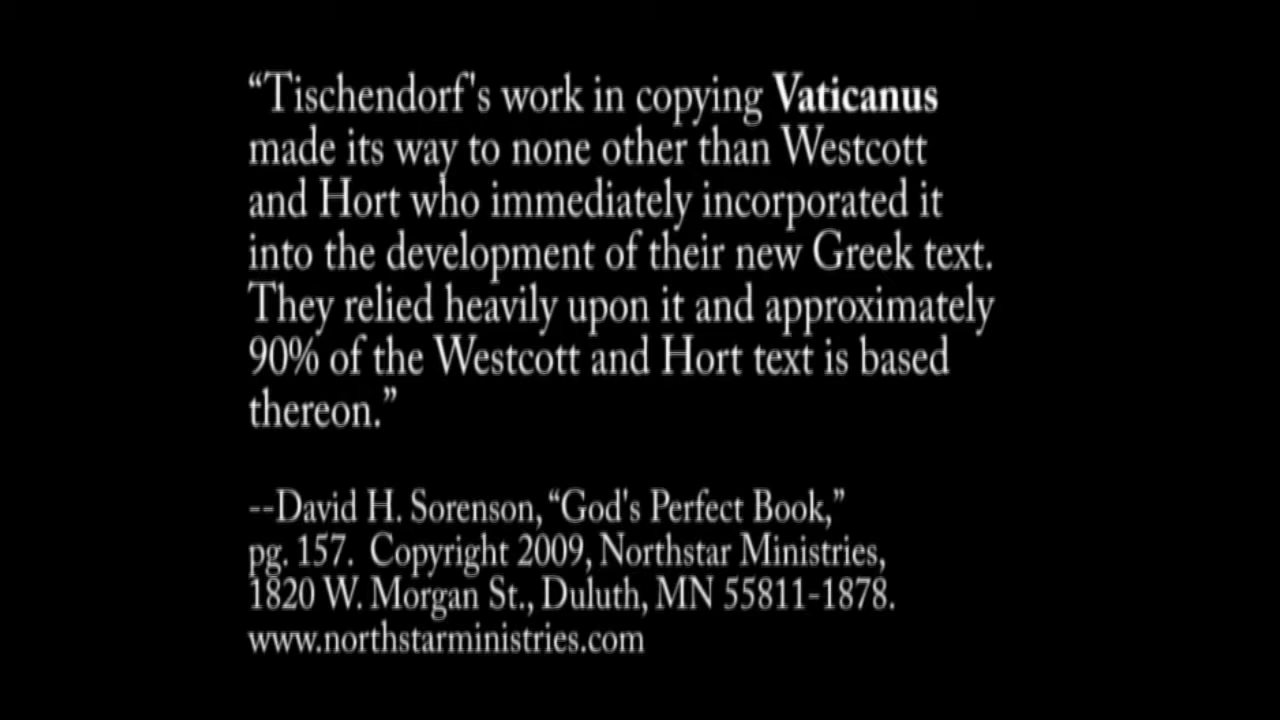 “Tischendorf's work in copying Vaticanus
made its way to none other than Westcott
and Hort who immediately incorporated it
into the development of their new Greek text.
They relied heavily upon it and approximately
90% of the Westcott and Hort text is based
thereon.”
--David H. Sorenson, “God's Perfect Book,”
pg. 157.  Copyright 2009, Northstar Ministries,
1820 W. Morgan St., Duluth, MN 55811-1878.
www.northstarministries.com